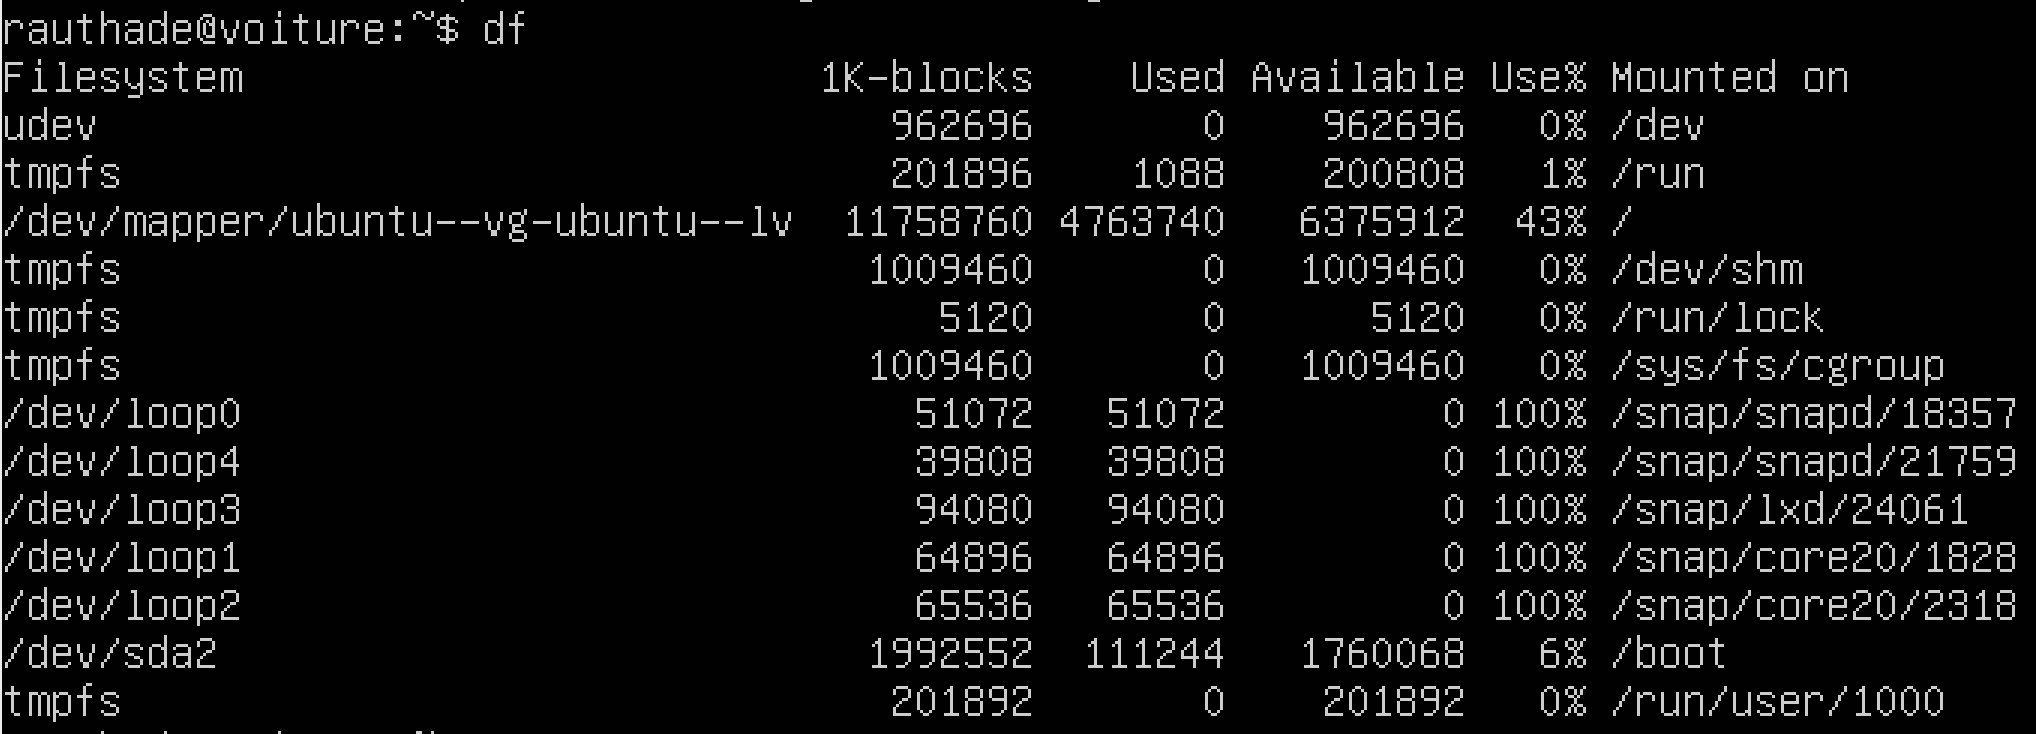 rauthade@voiture:~$ df
Filesystem                        1K-blocks    Used Available Use% Mounted on
udev                                 962696       0    962696   0% /dev
tmpfs                                201896    1088    200808   1% /run
/dev/mapper/ubuntu--vg-ubuntu--lv  11758760 4763740   6375912  43% /
tmpfs                               1009460       0   1009460   0% /dev/shm
tmpfs                                  5120       0      5120   0% /run/lock
tmpfs                               1009460       0   1009460   0% /sys/fs/cgroup
/dev/loop0                            51072   51072         0 100% /snap/snapd/18357
/dev/loop4                            39808   39808         0 100% /snap/snapd/21759
/dev/loop3                            94080   94080         0 100% /snap/lxd/24061
/dev/loop1                            64896   64896         0 100% /snap/core20/1828
/dev/loop2                            65536   65536         0 100% /snap/core20/2318
/dev/sda2                           1992552  111244   1760068   6% /boot
tmpfs                                201892       0    201892   0% /run/user/1000